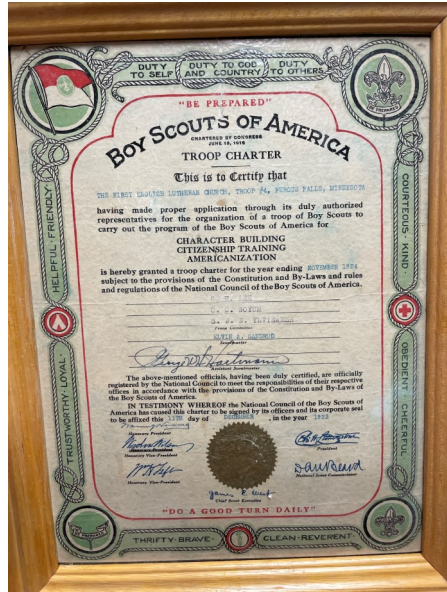 DUTY TO SELF
DUTY TO GOD AND COUNTRY
DUTY TO OTHERS
"BE PREPARED"
BOY SCOUTS OF AMERICA
CHARTERED BY CONGRESS
JUNE 15, 1916
TROOP CHARTER
This is to Certify that
THE FIRST ENGLISH LUTHERAN CHURCH, TROOP #4, FERGUS FALLS, MINNESOTA
having made proper application through its duly authorized
representatives for the organization of a troop of Boy Scouts to
carry out the program of the Boy Scouts of America for
CHARACTER BUILDING
CITIZENSHIP TRAINING
AMERICANIZATION
is hereby granted a troop charter for the year ending NOVEMBER 1924
subject to the provisions of the Constitution and By-Laws and rules
and regulations of the National Council of the Boy Scouts of America.
Troop Committee
Scoutmaster
Assistant Scoutmaster
The above-mentioned officials, having been duly certified, are officially
registered by the National Council to meet the responsibilities of their respective
offices in accordance with the provisions of the Constitution and By-Laws of
the Boy Scouts of America.
IN TESTIMONY WHEREOF the National Council of the Boy Scouts of
America has caused this charter to be signed by its officers and its corporate seal
to be affixed this 11TH day of DECEMBER, in the year 1923
Honorary President
Honorary Vice-President
President
Honorary Vice-President
Dan Beard
National Scout Commissioner
James E. West
Chief Scout Executive
"DO A GOOD TURN DAILY"
HELPFUL · FRIENDLY
COURTEOUS · KIND
TRUSTWORTHY · LOYAL
OBEDIENT · CHEERFUL
THRIFTY · BRAVE
CLEAN · REVERENT